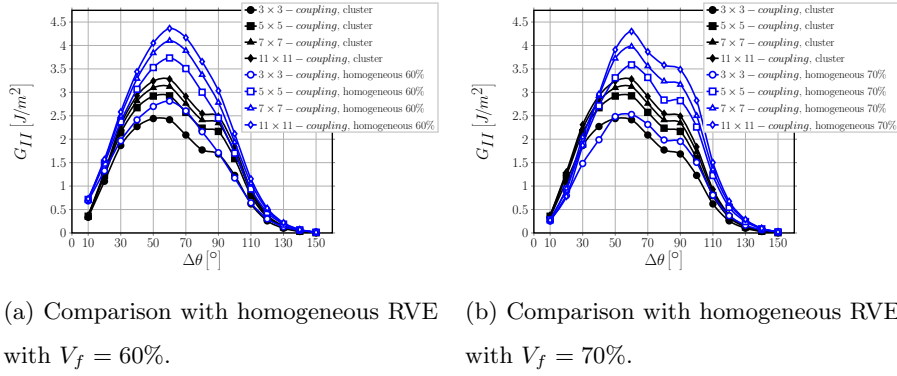 4.5
4
3.5
3
2.5
2
1.5
1
0.5
0
G_{II} [J/m^2]
0 10 30 50 70 90 110 130 150
Δθ [°]
3 × 3 − coupling, cluster
5 × 5 − coupling, cluster
7 × 7 − coupling, cluster
11 × 11 − coupling, cluster
3 × 3 − coupling, homogeneous 60%
5 × 5 − coupling, homogeneous 60%
7 × 7 − coupling, homogeneous 60%
11 × 11 − coupling, homogeneous 60%
(a) Comparison with homogeneous RVE
with V_f = 60%.
4.5
4
3.5
3
2.5
2
1.5
1
0.5
0
G_{II} [J/m^2]
0 10 30 50 70 90 110 130 150
Δθ [°]
3 × 3 − coupling, cluster
5 × 5 − coupling, cluster
7 × 7 − coupling, cluster
11 × 11 − coupling, cluster
3 × 3 − coupling, homogeneous 70%
5 × 5 − coupling, homogeneous 70%
7 × 7 − coupling, homogeneous 70%
11 × 11 − coupling, homogeneous 70%
(b) Comparison with homogeneous RVE
with V_f = 70%.